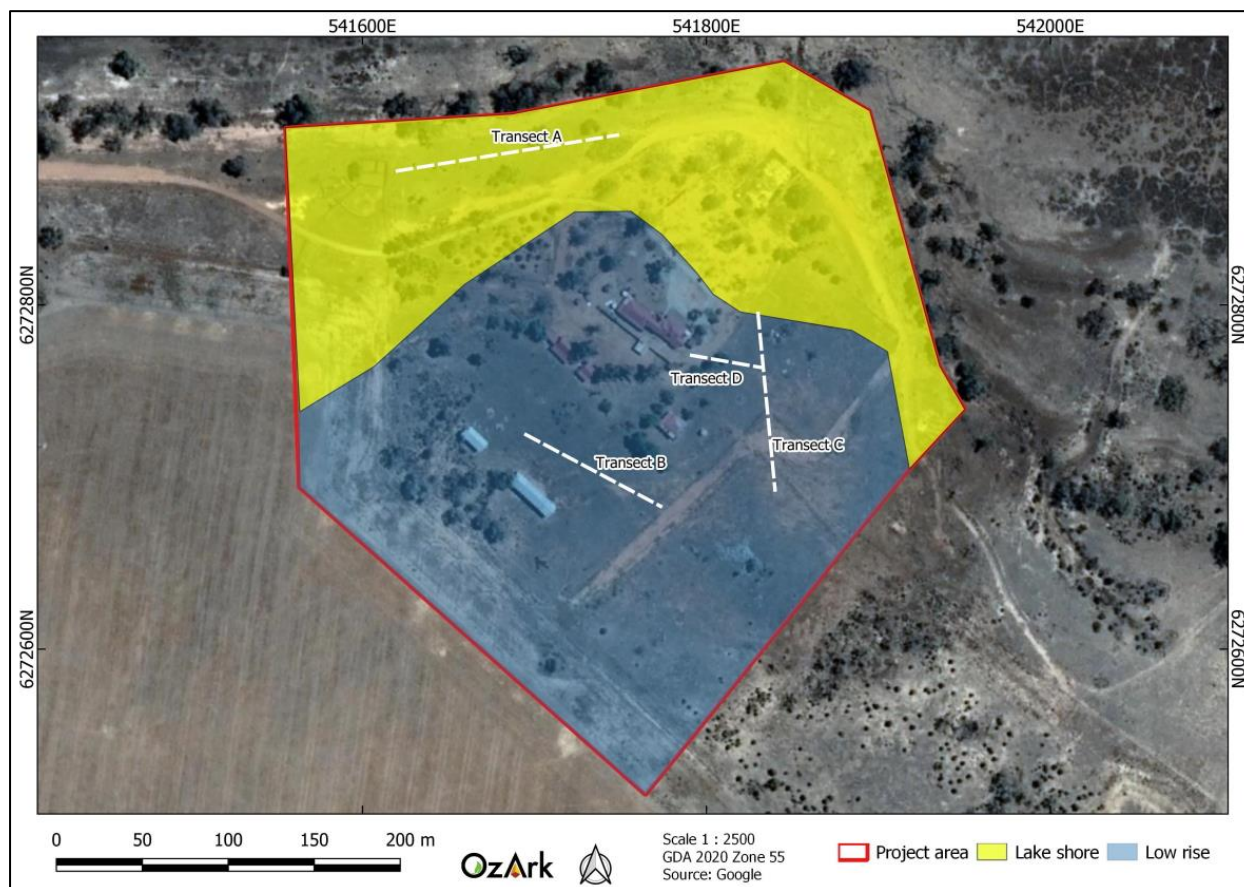 541600E
541800E
542000E
Transect A
6272800N
6272800N
Transect D
Transect C
Transect B
6272600N
6272600N
0 50 100 150 200 m
OzArk
Scale 1 : 2500
GDA 2020 Zone 55
Source: Google
Project area
Lake shore
Low rise